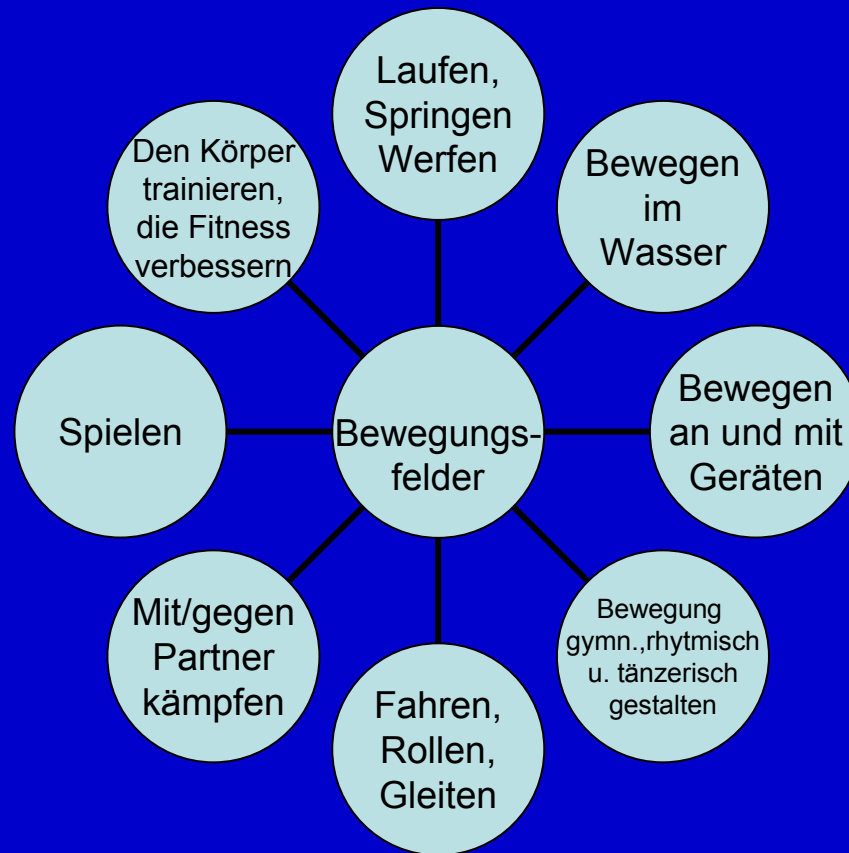 Laufen,
Springen
Werfen
Bewegen
im
Wasser
Bewegen
an und mit
Geräten
Bewegung
gymn.,rhytmisch
u. tänzerisch
gestalten
Fahren,
Rollen,
Gleiten
Mit/gegen
Partner
kämpfen
Spielen
Den Körper
trainieren,
die Fitness
verbessern
Bewegungs-
felder